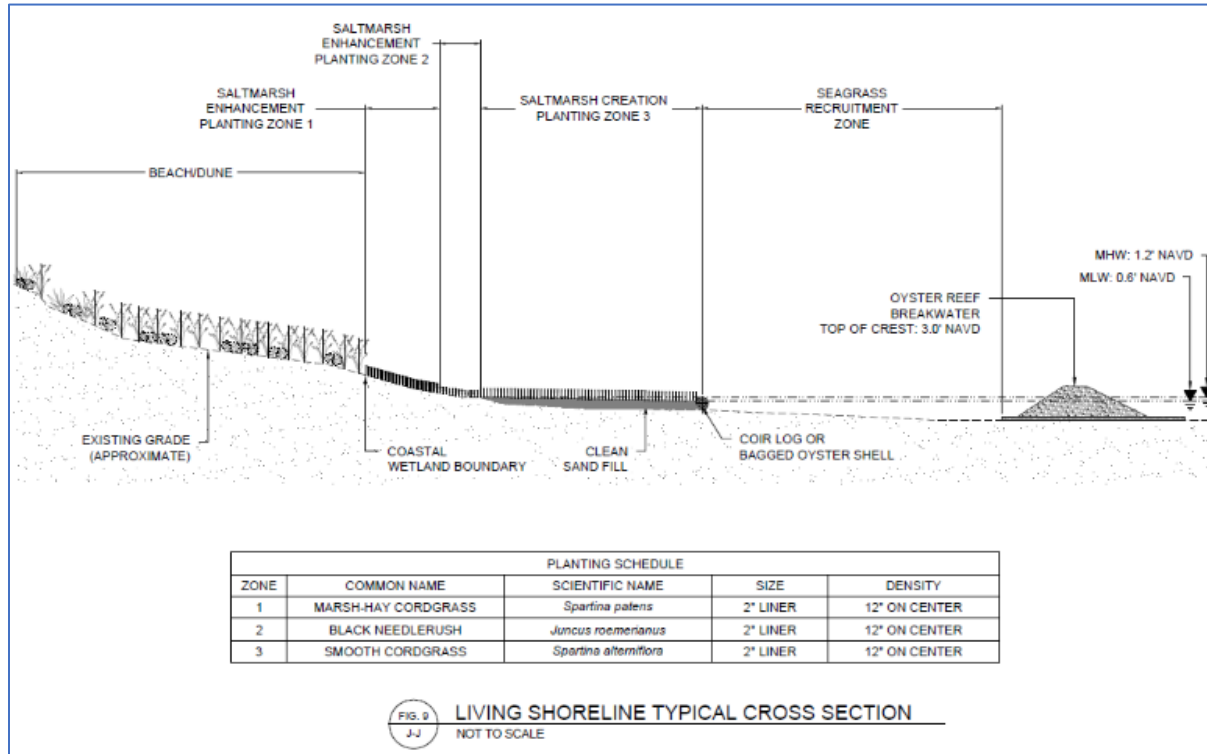 SALTMARSH
ENHANCEMENT
PLANTING ZONE 2
SALTMARSH
ENHANCEMENT
PLANTING ZONE 1
SALTMARSH CREATION
PLANTING ZONE 3
SEAGRASS
RECRUITMENT
ZONE
BEACH/DUNE
MHW: 1.2' NAVD
MLW: 0.6' NAVD
OYSTER REEF
BREAKWATER
TOP OF CREST: 3.0' NAVD
EXISTING GRADE
(APPROXIMATE)
COASTAL
WETLAND BOUNDARY
CLEAN
SAND FILL
COIR LOG OR
BAGGED OYSTER SHELL
PLANTING SCHEDULE
ZONE COMMON NAME SCIENTIFIC NAME SIZE DENSITY
1 MARSH-HAY CORDGRASS Spartina patens 2" LINER 12" ON CENTER
2 BLACK NEEDLERUSH Juncus roemerianus 2" LINER 12" ON CENTER
3 SMOOTH CORDGRASS Spartina alterniflora 2" LINER 12" ON CENTER
FIG. 9
J-J
LIVING SHORELINE TYPICAL CROSS SECTION
NOT TO SCALE